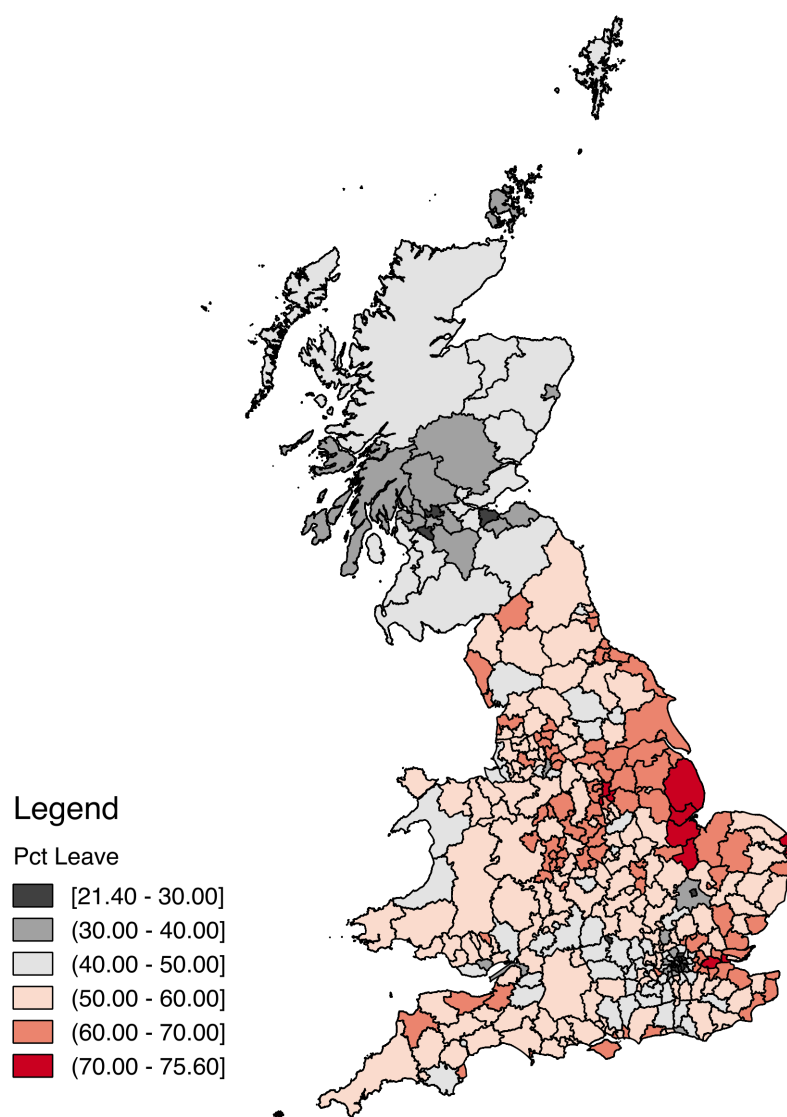 Legend
Pct Leave
[21.40 - 30.00]
(30.00 - 40.00]
(40.00 - 50.00]
(50.00 - 60.00]
(60.00 - 70.00]
(70.00 - 75.60]